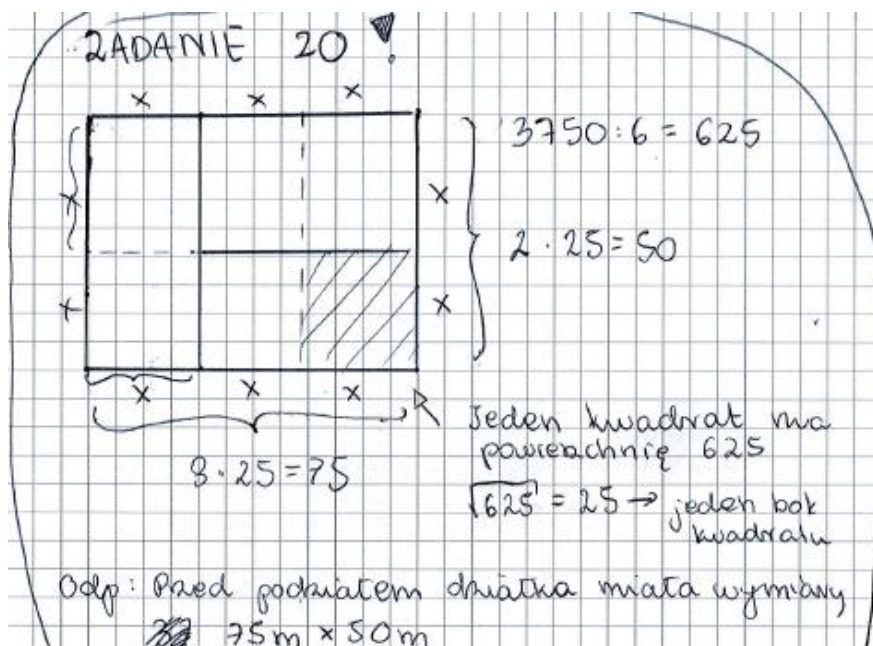 ZADANIE 20 !
x x x
3750:6 = 625
x x
2 · 25 = 50
x x
x x x
Jeden kwadrat ma
powierzchnię 625
3 · 25 = 75
√625 = 25 → jeden bok
kwadratu
Odp: Przed podziałem działka miała wymiary
75m × 50m